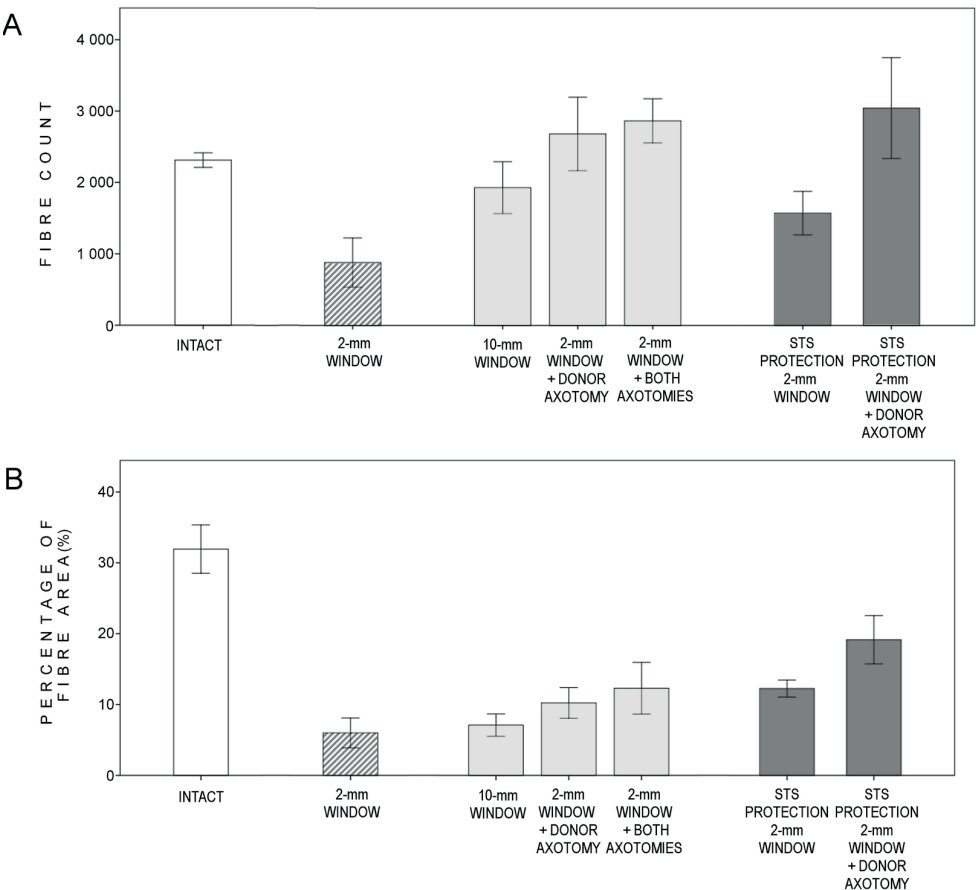 A
FIBRE COUNT
4 000
3 000
2 000
1 000
0
INTACT
2-mm
WINDOW
10-mm
WINDOW
2-mm
WINDOW
+ DONOR
AXOTOMY
2-mm
WINDOW
+ BOTH
AXOTOMIES
STS
PROTECTION
2-mm
WINDOW
STS
PROTECTION
2-mm
WINDOW
+ DONOR
AXOTOMY
B
PERCENTAGE OF
FIBRE AREA(%)
40
30
20
10
0
INTACT
2-mm
WINDOW
10-mm
WINDOW
2-mm
WINDOW
+ DONOR
AXOTOMY
2-mm
WINDOW
+ BOTH
AXOTOMIES
STS
PROTECTION
2-mm
WINDOW
STS
PROTECTION
2-mm
WINDOW
+ DONOR
AXOTOMY